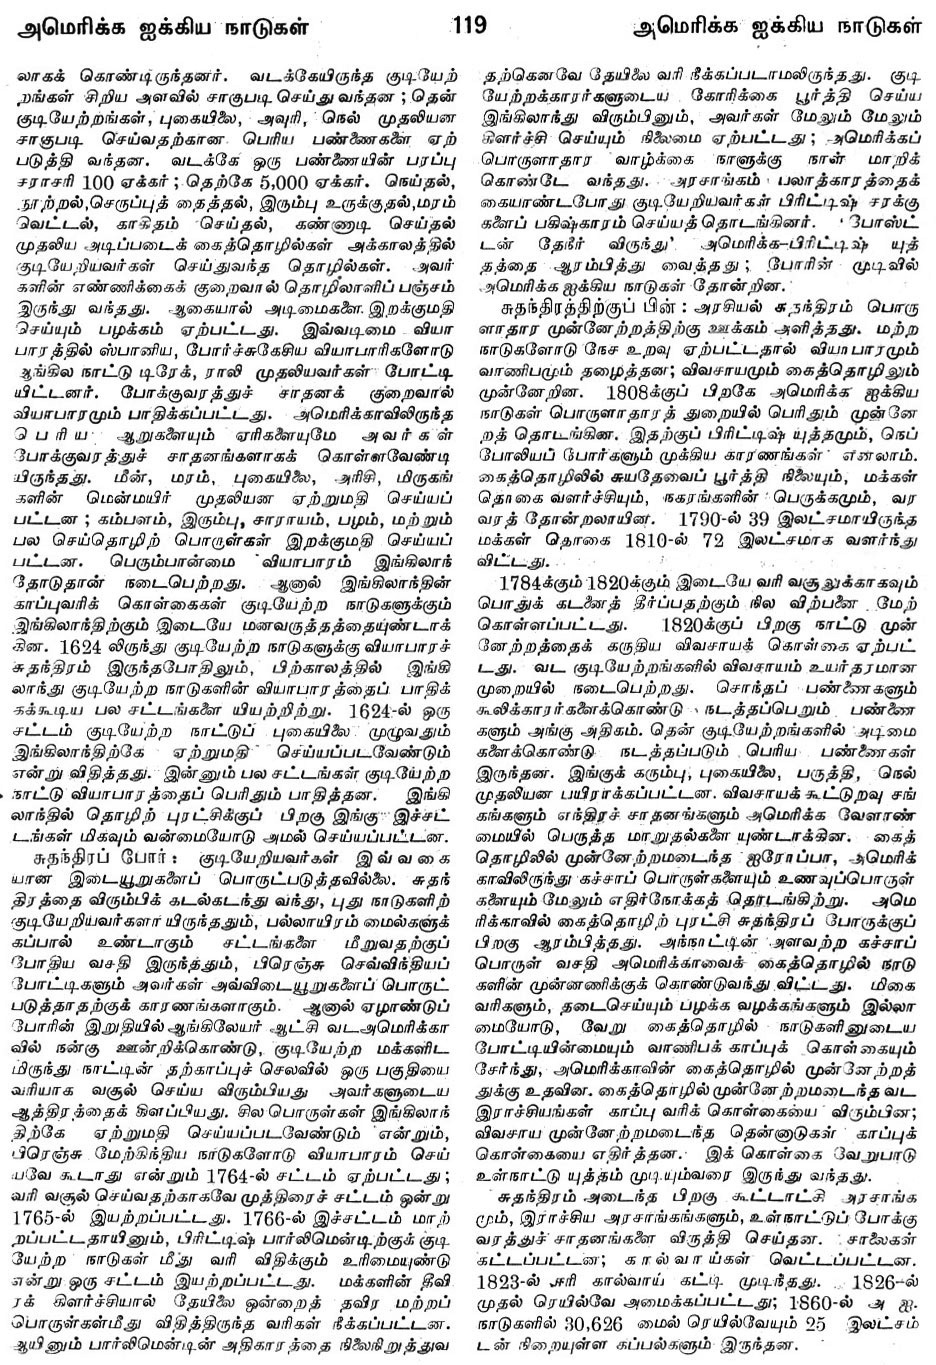 அமெரிக்க ஐக்கிய நாடுகள்
119
அமெரிக்க ஐக்கிய நாடுகள்
லாகக் கொண்டிருந்தனர். வடக்கேயிருந்த குடியேற்
றங்கள் சிறிய அளவில் சாகுபடி செய்து வந்தன ; தென்
குடியேற்றங்கள், புகையிலை, அவுரி, நெல் முதலியன
சாகுபடி செய்வதற்கான பெரிய பண்ணைகளை ஏற்
படுத்தி வந்தன. வடக்கே ஒரு பண்ணையின் பரப்பு
சராசரி 100 ஏக்கர் ; தெற்கே 5,000 ஏக்கர். நெய்தல்,
நூற்றல், செருப்புத் தைத்தல், இரும்பு உருக்குதல், மரம்
வெட்டல், காகிதம் செய்தல், கண்ணாடி செய்தல்
முதலிய அடிப்படைக் கைத்தொழில்கள் அக்காலத்தில்
குடியேறியவர்கள் செய்துவந்த தொழில்கள். அவர்
களின் எண்ணிக்கைக் குறைவால் தொழிலாளிப் பஞ்சம்
இருந்து வந்தது. ஆகையால் அடிமைகளை இறக்குமதி
செய்யும் பழக்கம் ஏற்பட்டது. இவ்வடிமை வியா
பாரத்தில் ஸ்பானிய, போர்ச்சுகேசிய வியாபாரிகளோடு
ஆங்கில நாட்டு டிரேக், ராலி முதலியவர்கள் போட்டி
யிட்டனர். போக்குவரத்துச் சாதனக் குறைவால்
வியாபாரமும் பாதிக்கப்பட்டது. அமெரிக்காவிலிருந்த
பெரிய ஆறுகளையும் ஏரிகளையுமே அவர்கள்
போக்குவரத்துச் சாதனங்களாகக் கொள்ளவேண்டி
யிருந்தது. மீன், மரம், புகையிலை, அரிசி, மிருகங்
களின் மென்மயிர் முதலியன ஏற்றுமதி செய்யப்
பட்டன ; கம்பளம், இரும்பு, சாராயம், பழம், மற்றும்
பல செய்தொழிற் பொருள்கள் இறக்குமதி செய்யப்
பட்டன. பெரும்பான்மை வியாபாரம் இங்கிலாந்
தோடுதான் நடைபெற்றது. ஆனால் இங்கிலாந்தின்
காப்புவரிக் கொள்கைகள் குடியேற்ற நாடுகளுக்கும்
இங்கிலாந்திற்கும் இடையே மனவருத்தத்தையுண்டாக்
கின. 1624 லிருந்து குடியேற்ற நாடுகளுக்கு வியாபாரச்
சுதந்திரம் இருந்தபோதிலும், பிற்காலத்தில் இங்கி
லாந்து குடியேற்ற நாடுகளின் வியாபாரத்தைப் பாதிக்
கக்கூடிய பல சட்டங்களை யியற்றிற்று. 1624-ல் ஒரு
சட்டம் குடியேற்ற நாட்டுப் புகையிலை முழுவதும்
இங்கிலாந்திற்கே ஏற்றுமதி செய்யப்படவேண்டும்
என்று விதித்தது. இன்னும் பல சட்டங்கள் குடியேற்ற
நாட்டு வியாபாரத்தைப் பெரிதும் பாதித்தன. இங்கி
லாந்தில் தொழிற் புரட்சிக்குப் பிறகு இங்கு இச்சட்
டங்கள் மிகவும் வன்மையோடு அமல் செய்யப்பட்டன.
சுதந்திரப் போர் : குடியேறியவர்கள் இவ்வகை
யான இடையூறுகளைப் பொருட்படுத்தவில்லை. சுதந்
திரத்தை விரும்பிக் கடல்கடந்து வந்து, புது நாடுகளிற்
குடியேறியவர்களாயிருந்ததும், பல்லாயிரம் மைல்களுக்
கப்பால் உண்டாகும் சட்டங்களை மீறுவதற்குப்
போதிய வசதி இருந்ததும், பிரெஞ்சு செவ்விந்தியப்
போட்டிகளும் அவர்கள் அவ்விடையூறுகளைப் பொருட்
படுத்தாததற்குக் காரணங்களாகும். ஆனால் ஏழாண்டுப்
போரின் இறுதியில் ஆங்கிலேயர் ஆட்சி வடஅமெரிக்கா
வில் நன்கு ஊன்றிக்கொண்டு, குடியேற்ற மக்களிட
மிருந்து நாட்டின் தற்காப்புச் செலவில் ஒரு பகுதியை
வரியாக வசூல் செய்ய விரும்பியது அவர்களுடைய
ஆத்திரத்தைக் கிளப்பியது. சில பொருள்கள் இங்கிலாந்
திற்கே ஏற்றுமதி செய்யப்படவேண்டும் என்றும்,
பிரெஞ்சு மேற்கிந்திய நாடுகளோடு வியாபாரம் செய்
யவே கூடாது என்றும் 1764-ல் சட்டம் ஏற்பட்டது ;
வரி வசூல் செய்வதற்காகவே முத்திரைச் சட்டம் ஒன்று
1765-ல் இயற்றப்பட்டது. 1766-ல் இச்சட்டம் மாற்
றப்பட்டதாயினும், பிரிட்டிஷ் பார்லிமென்டிற்குக் குடி
யேற்ற நாடுகள் மீது வரி விதிக்கும் உரிமையுண்டு
என்று ஒரு சட்டம் இயற்றப்பட்டது. மக்களின் தீவி
ரக் கிளர்ச்சியால் தேயிலை ஒன்றைத் தவிர மற்றப்
பொருள்கள்மீது விதித்திருந்த வரிகள் நீக்கப்பட்டன.
ஆயினும் பார்லிமென்டின் அதிகாரத்தை நிலைநிறுத்துவ
தற்கெனவே தேயிலை வரி நீக்கப்படாமலிருந்தது. குடி
யேற்றக்காரர்களுடைய கோரிக்கை பூர்த்தி செய்ய
இங்கிலாந்து விரும்பினும், அவர்கள் மேலும் மேலும்
கிளர்ச்சி செய்யும் நிலைமை ஏற்பட்டது ; அமெரிக்கப்
பொருளாதார வாழ்க்கை நாளுக்கு நாள் மாறிக்
கொண்டே வந்தது. அரசாங்கம் பலாத்காரத்தைக்
கையாண்டபோது குடியேறியவர்கள் பிரிட்டிஷ் சரக்கு
களைப் பகிஷ்காரம் செய்யத் தொடங்கினர். ‘போஸ்ட்
டன் தேநீர் விருந்து’ அமெரிக்க-பிரிட்டிஷ் யுத்
தத்தை ஆரம்பித்து வைத்தது ; போரின் முடிவில்
அமெரிக்க ஐக்கிய நாடுகள் தோன்றின.
சுதந்திரத்திற்குப் பின் : அரசியல் சுதந்திரம் பொரு
ளாதார முன்னேற்றத்திற்கு ஊக்கம் அளித்தது. மற்ற
நாடுகளோடு நேச உறவு ஏற்பட்டதால் வியாபாரமும்
வாணிபமும் தழைத்தன ; விவசாயமும் கைத்தொழிலும்
முன்னேறின. 1808க்குப் பிறகே அமெரிக்க ஐக்கிய
நாடுகள் பொருளாதாரத் துறையில் பெரிதும் முன்னே
றத் தொடங்கின. இதற்குப் பிரிட்டிஷ் யுத்தமும், நெப்
போலியப் போர்களும் முக்கிய காரணங்கள் எனலாம்.
கைத்தொழிலில் சுயதேவைப் பூர்த்தி நிலையும், மக்கள்
தொகை வளர்ச்சியும், நகரங்களின் பெருக்கமும், வர
வரத் தோன்றலாயின. 1790-ல் 39 இலட்சமாயிருந்த
மக்கள் தொகை 1810-ல் 72 இலட்சமாக வளர்ந்து
விட்டது.
1784க்கும் 1820க்கும் இடையே வரி வசூலுக்காகவும்
பொதுக் கடனைத் தீர்ப்பதற்கும் நில விற்பனை மேற்
கொள்ளப்பட்டது. 1820க்குப் பிறகு நாட்டு முன்
னேற்றத்தைக் கருதிய விவசாயக் கொள்கை ஏற்பட்
டது. வட குடியேற்றங்களில் விவசாயம் உயர்தரமான
முறையில் நடைபெற்றது. சொந்தப் பண்ணைகளும்
கூலிக்காரர்களைக்கொண்டு நடத்தப்பெறும் பண்ணை
களும் அங்கு அதிகம். தென் குடியேற்றங்களில் அடிமை
களைக்கொண்டு நடத்தப்படும் பெரிய பண்ணைகள்
இருந்தன. இங்குக் கரும்பு, புகையிலை, பருத்தி, நெல்
முதலியன பயிராக்கப்பட்டன. விவசாயக் கூட்டுறவு சங்
கங்களும் எந்திரச் சாதனங்களும் அமெரிக்க வேளாண்
மையில் பெருத்த மாறுதல்களை யுண்டாக்கின. கைத்
தொழிலில் முன்னேற்றமடைந்த ஐரோப்பா, அமெரிக்
காவிலிருந்து கச்சாப் பொருள்களையும் உணவுப்பொருள்
களையும் மேலும் எதிர்நோக்கத் தொடங்கிற்று. அமெ
ரிக்காவில் கைத்தொழிற் புரட்சி சுதந்திரப் போருக்குப்
பிறகு ஆரம்பித்தது. அந்நாட்டின் அளவற்ற கச்சாப்
பொருள் வசதி அமெரிக்காவைக் கைத்தொழில் நாடு
களின் முன்னணிக்குக் கொண்டுவந்து விட்டது. மிகை
வரிகளும், தடைசெய்யும் பழக்க வழக்கங்களும் இல்லா
மையோடு, வேறு கைத்தொழில் நாடுகளினுடைய
போட்டியின்மையும் வாணிபக் காப்புக் கொள்கையும்
சேர்ந்து, அமெரிக்காவின் கைத்தொழில் முன்னேற்றத்
துக்கு உதவின. கைத்தொழில் முன்னேற்றமடைந்த வட
இராச்சியங்கள் காப்பு வரிக் கொள்கையை விரும்பின;
விவசாய முன்னேற்றமடைந்த தென்னாடுகள் காப்புக்
கொள்கையை எதிர்த்தன. இக் கொள்கை வேறுபாடு
உள்நாட்டு யுத்தம் முடியும்வரை இருந்து வந்தது.
சுதந்திரம் அடைந்த பிறகு கூட்டாட்சி அரசாங்க
மும், இராச்சிய அரசாங்கங்களும், உள்நாட்டுப் போக்கு
வரத்துச் சாதனங்களை விருத்தி செய்தன. சாலைகள்
கட்டப்பட்டன; கால்வாய்கள் வெட்டப்பட்டன.
1823-ல் ஈரி கால்வாய் கட்டி முடிந்தது. 1826-ல்
முதல் ரெயில்வே அமைக்கப்பட்டது; 1860-ல் அ. ஐ.
நாடுகளில் 30,626 மைல் ரெயில்வேயும் 25 இலட்சம்
டன் நிறையுள்ள கப்பல்களும் இருந்தன.